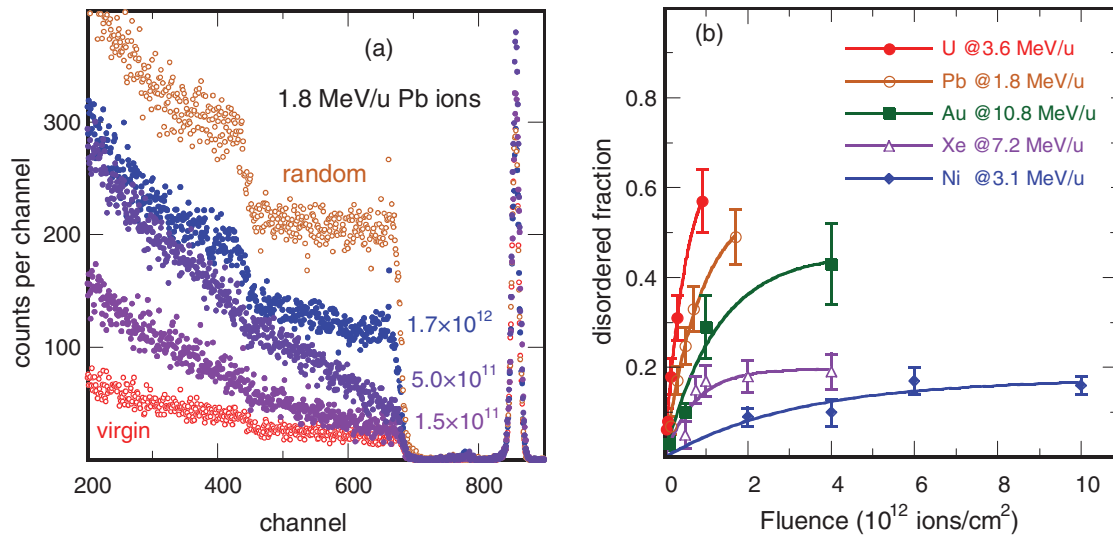 (a)
1.8 MeV/u Pb ions
random
1.7×10¹²
5.0×10¹¹
1.5×10¹¹
virgin
300
200
100
counts per channel
200 400 600 800
channel
(b)
U @3.6 MeV/u
Pb @1.8 MeV/u
Au @10.8 MeV/u
Xe @7.2 MeV/u
Ni @3.1 MeV/u
0.8
0.6
0.4
0.2
disordered fraction
0 2 4 6 8 10
Fluence (10¹² ions/cm²)